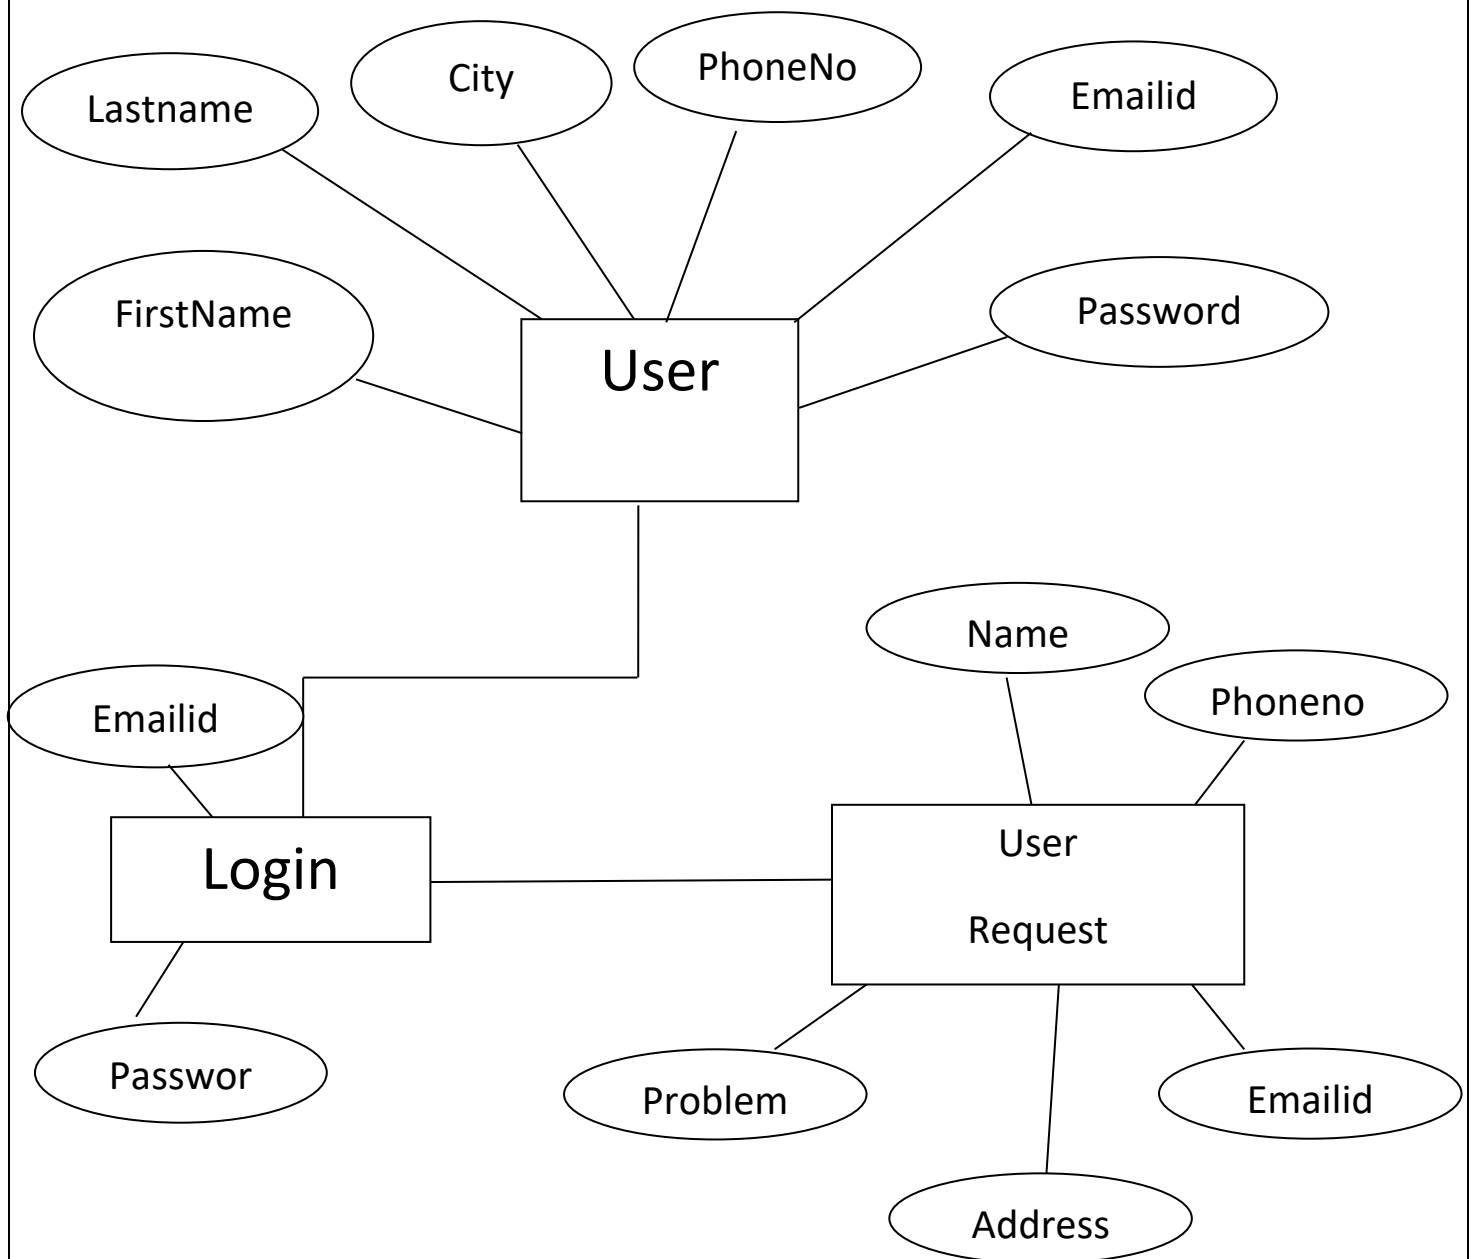 City
PhoneNo
Lastname
Emailid
FirstName
Password
User
Name
Emailid
Phoneno
Login
User
Request
Passwor
Problem
Emailid
Address